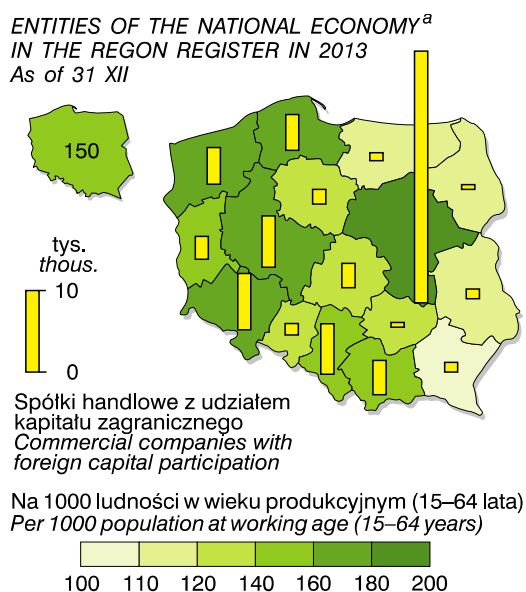 ENTITIES OF THE NATIONAL ECONOMYª
IN THE REGON REGISTER IN 2013
As of 31 XII
150
tys.
thous.
10
0
Spółki handlowe z udziałem
kapitału zagranicznego
Commercial companies with
foreign capital participation
Na 1000 ludności w wieku produkcyjnym (15–64 lata)
Per 1000 population at working age (15–64 years)
100 110 120 140 160 180 200